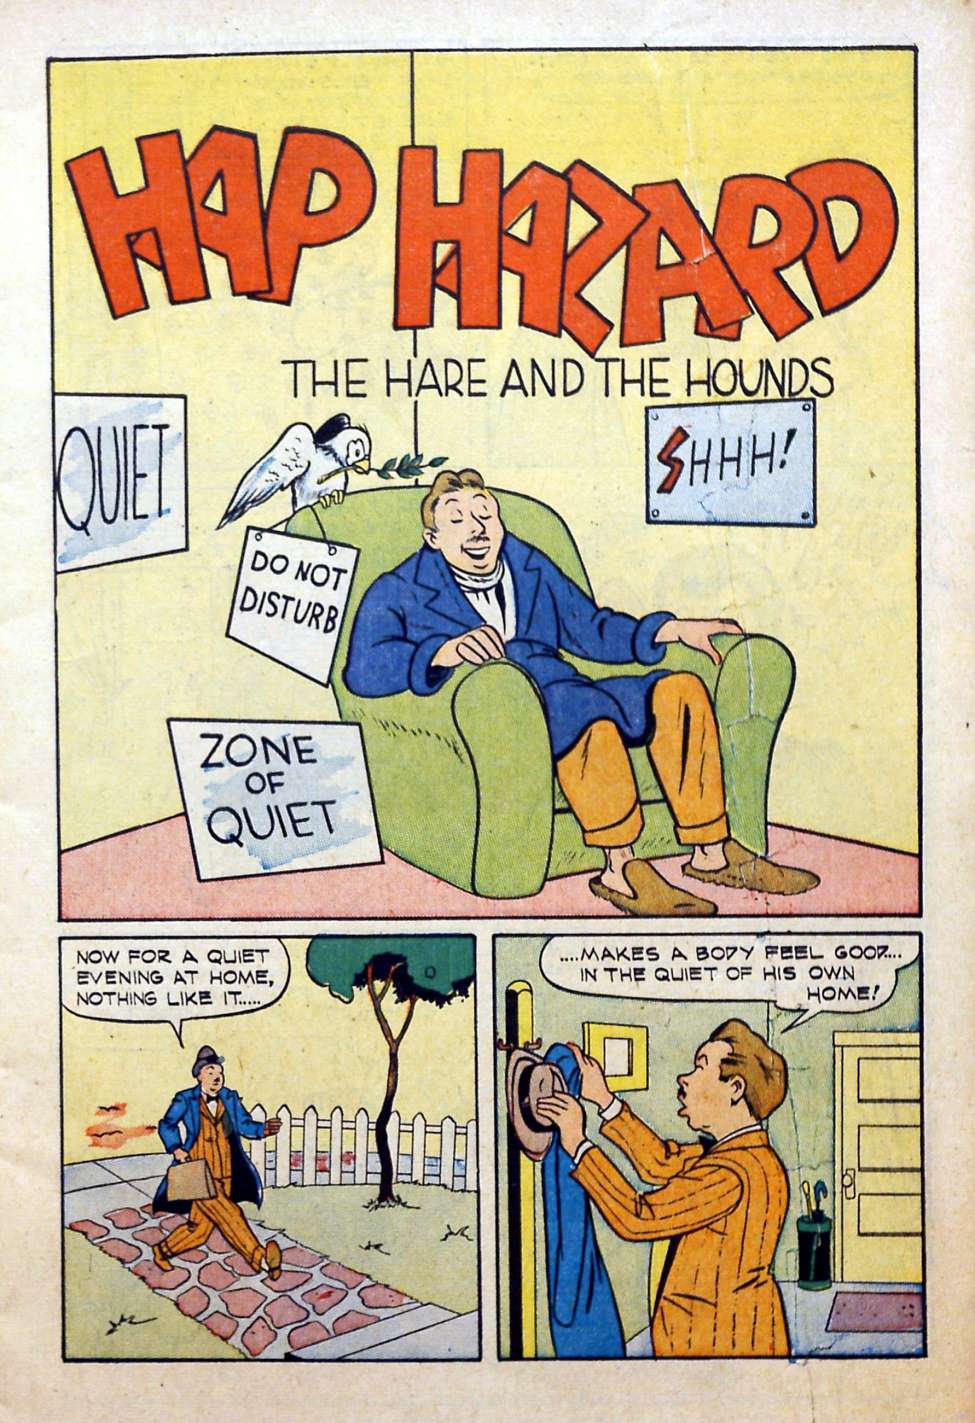 HAP HAZARD
THE HARE AND THE HOUNDS
QUIET
SHHH!
DO NOT
DISTURB
ZONE
OF
QUIET
NOW FOR A QUIET
EVENING AT HOME,
NOTHING LIKE IT.....
....MAKES A BODY FEEL GOOD....
IN THE QUIET OF HIS OWN
HOME!